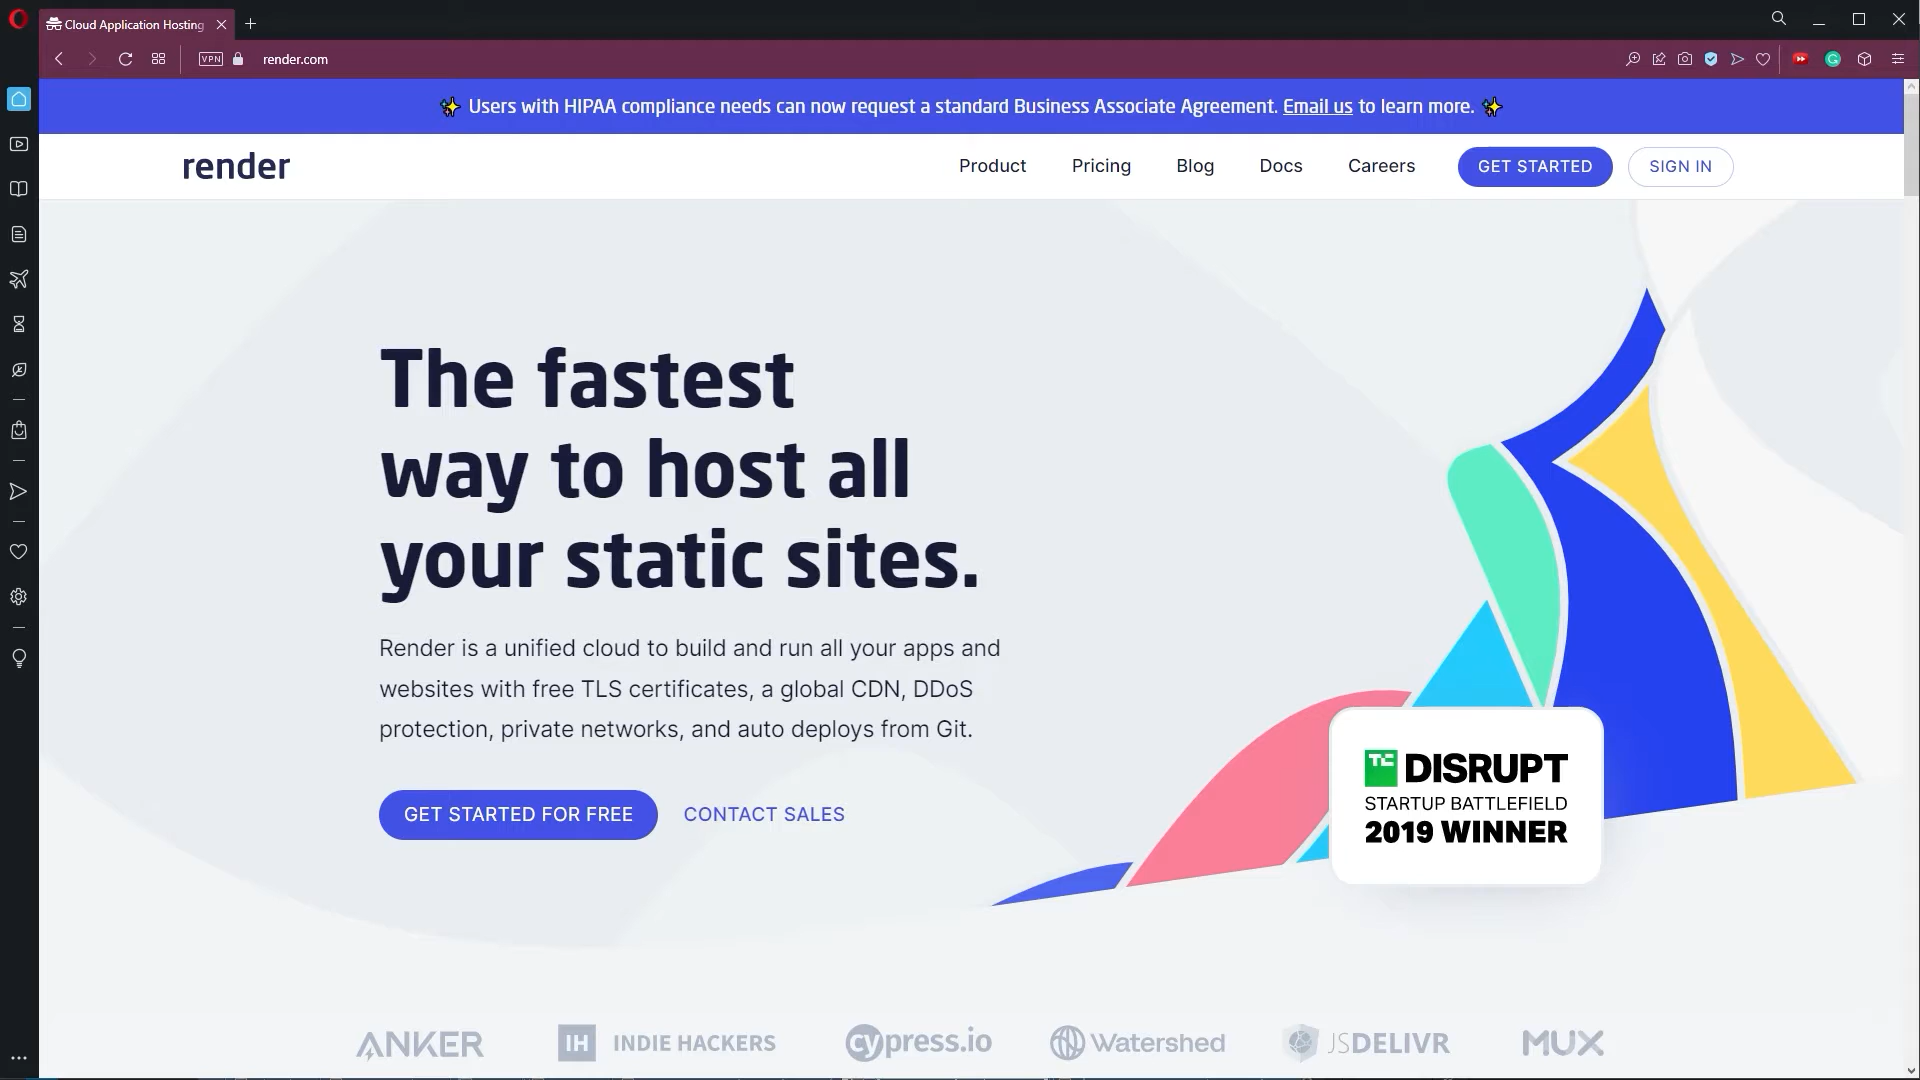 Cloud Application Hosting
VPN
render.com
✨ Users with HIPAA compliance needs can now request a standard Business Associate Agreement. Email us to learn more. ✨
render
Product
Pricing
Blog
Docs
Careers
GET STARTED
SIGN IN
The fastest
way to host all
your static sites.
Render is a unified cloud to build and run all your apps and
websites with free TLS certificates, a global CDN, DDoS
protection, private networks, and auto deploys from Git.
GET STARTED FOR FREE
CONTACT SALES
TC DISRUPT
STARTUP BATTLEFIELD
2019 WINNER
ANKER
IH INDIE HACKERS
cypress.io
Watershed
JSDELIVR
MUX